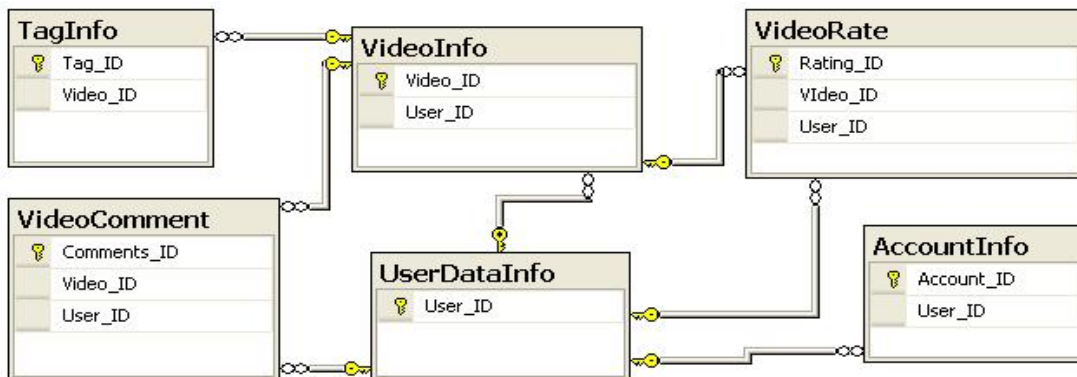 TagInfo
Tag_ID
Video_ID
VideoInfo
Video_ID
User_ID
VideoRate
Rating_ID
VIdeo_ID
User_ID
VideoComment
Comments_ID
Video_ID
User_ID
UserDataInfo
User_ID
AccountInfo
Account_ID
User_ID